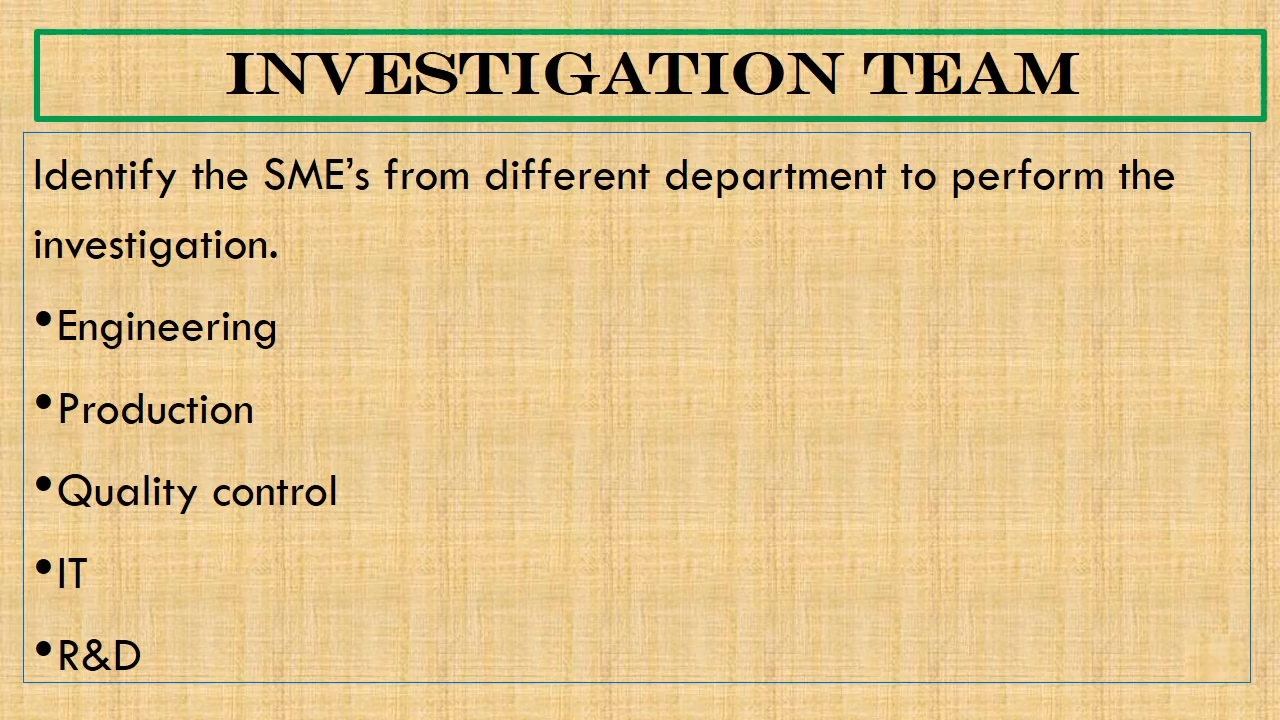 INVESTIGATION TEAM
Identify the SME’s from different department to perform the
investigation.
•Engineering
•Production
•Quality control
•IT
•R&D